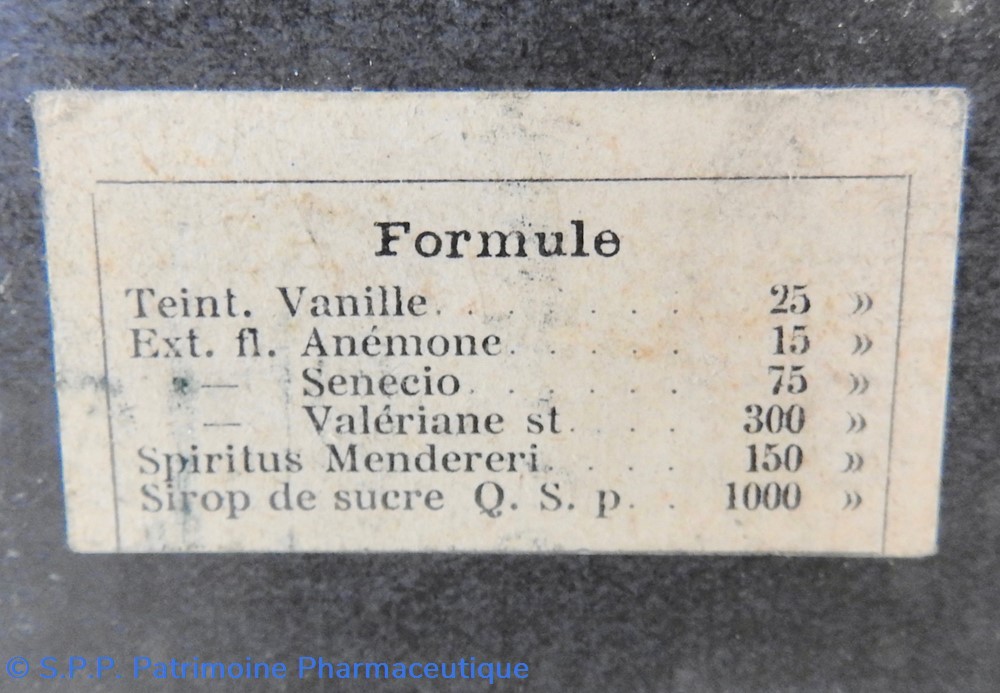 Formule
Teint. Vanille. . . . . . . 25 »
Ext. fl. Anémone. . . . . 15 »
— Senecio. . . . . . 75 »
— Valériane st. . . . 300 »
Spiritus Mendereri. . . . 150 »
Sirop de sucre Q. S. p. . . 1000 »
© S.P.P. Patrimoine Pharmaceutique